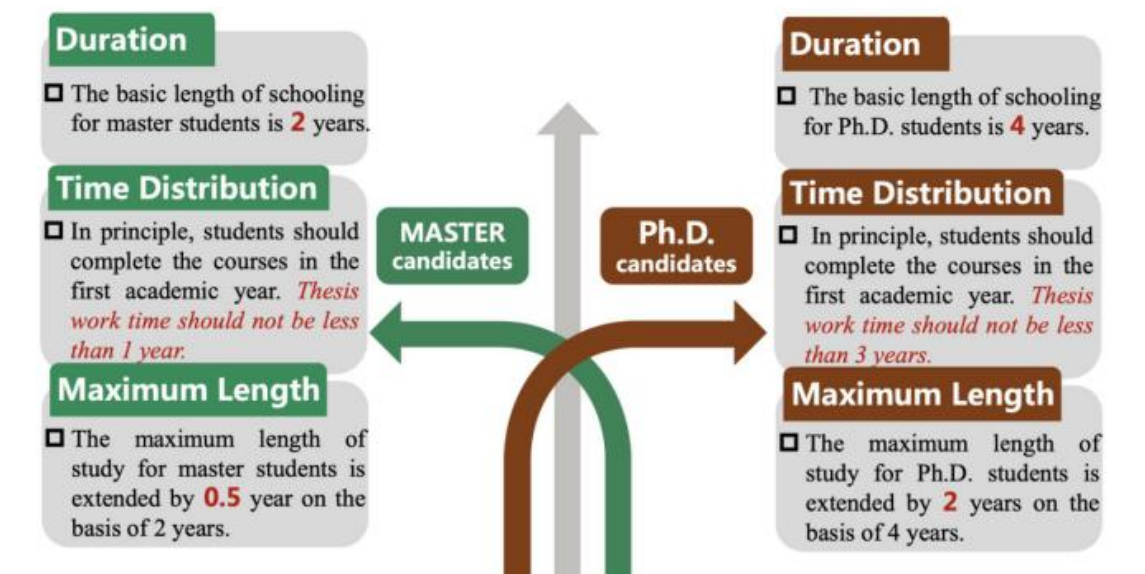 Duration
☐ The basic length of schooling
for master students is 2 years.
Time Distribution
☐ In principle, students should
complete the courses in the
first academic year. Thesis
work time should not be less
than 1 year.
Maximum Length
☐ The maximum length of
study for master students is
extended by 0.5 year on the
basis of 2 years.
MASTER
candidates
Ph.D.
candidates
Duration
☐ The basic length of schooling
for Ph.D. students is 4 years.
Time Distribution
☐ In principle, students should
complete the courses in the
first academic year. Thesis
work time should not be less
than 3 years.
Maximum Length
☐ The maximum length of
study for Ph.D. students is
extended by 2 years on the
basis of 4 years.